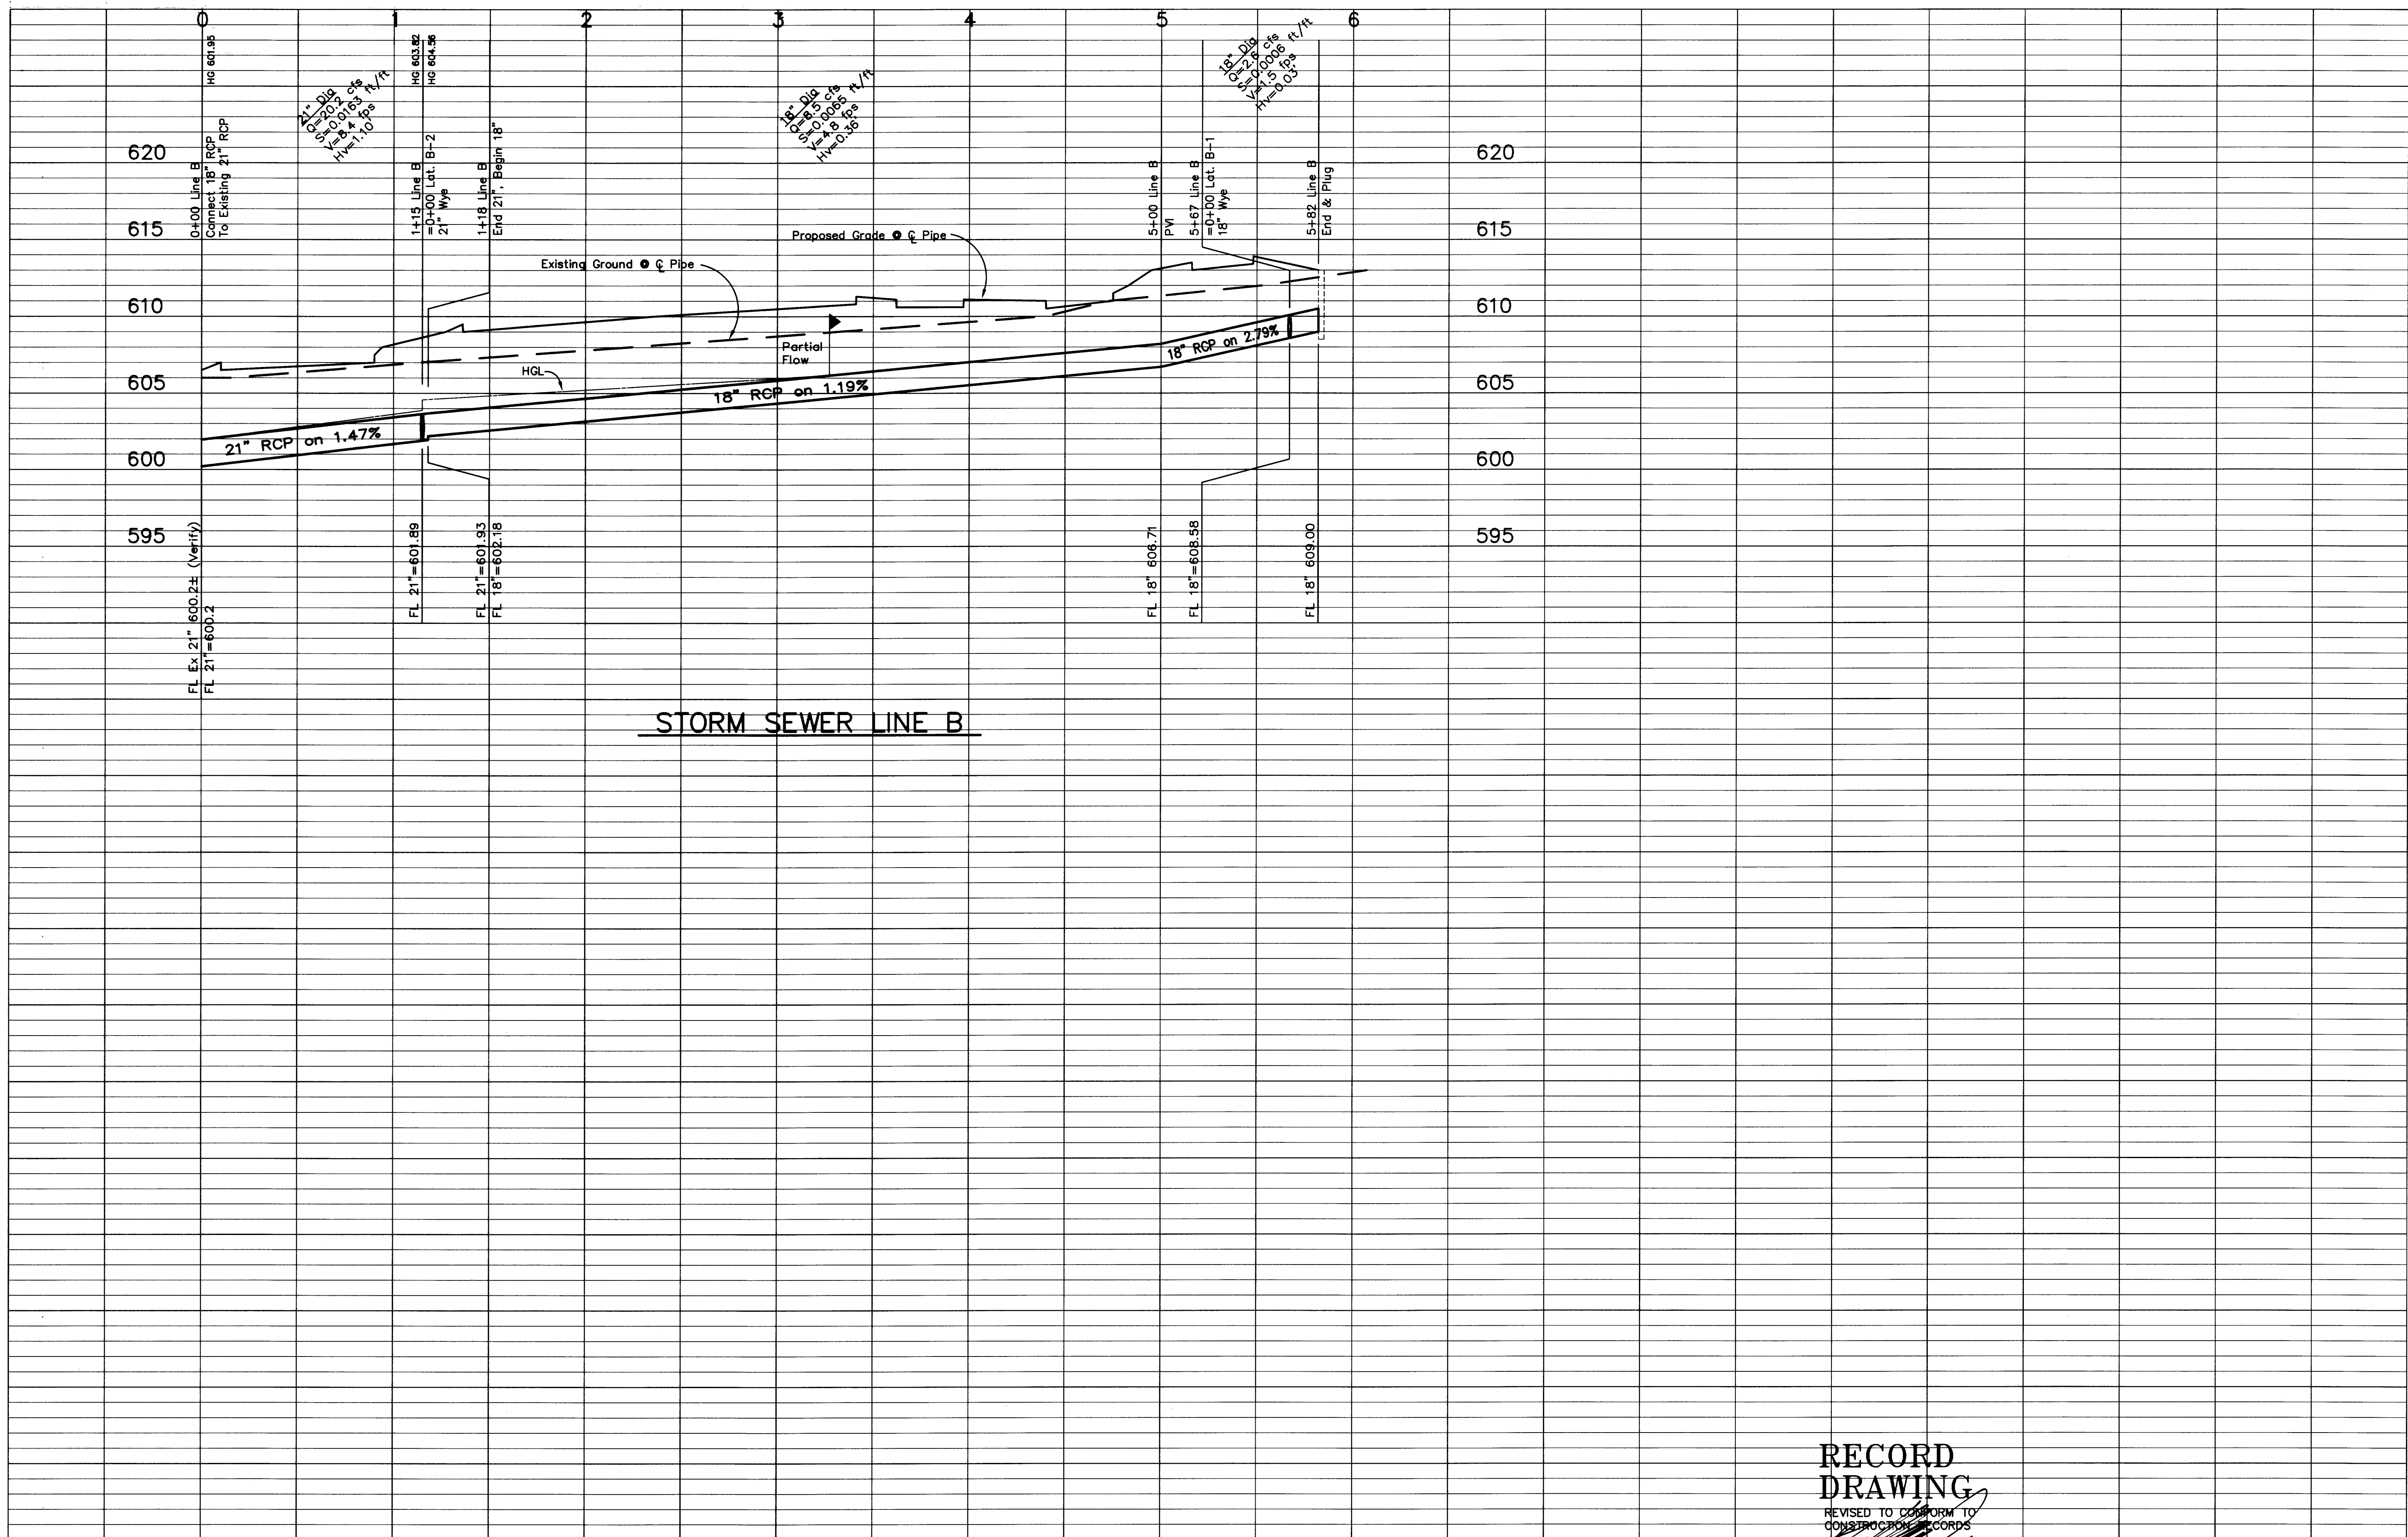 0 1 2 3 4 5 6
HG 601.95
HG 603.82
HG 604.56
21" Dia
Q=20.2 cfs
S=0.0163 ft/ft
V=8.4 fps
Hv=1.10'
18" Dia
Q=8.5 cfs
S=0.0065 ft/ft
V=4.8 fps
Hv=0.36'
18" Dia
Q=2.6 cfs
S=0.0006 ft/ft
V=1.5 fps
Hv=0.03'
0+00 Line B
Connect 18" RCP
To Existing 21" RCP
1+15 Line B
=0+00 Lat. B-2
21" Wye
1+18 Line B
End 21", Begin 18"
5+00 Line B
PVI
5+67 Line B
=0+00 Lat. B-1
18" Wye
5+82 Line B
End & Plug
620 620
615 615
Proposed Grade @ ℄ Pipe
Existing Ground @ ℄ Pipe
610 610
Partial
Flow
18" RCP on 2.79%
HGL
605 605
18" RCP on 1.19%
21" RCP on 1.47%
600 600
595 595
FL Ex 21" 600.2± (Verify)
FL 21"=600.2
FL 21"=601.89
FL 21"=601.93
FL 18"=602.18
FL 18" 606.71
FL 18"=608.58
FL 18" 609.00
STORM SEWER LINE B
RECORD
DRAWING
REVISED TO CONFORM TO
CONSTRUCTION RECORDS